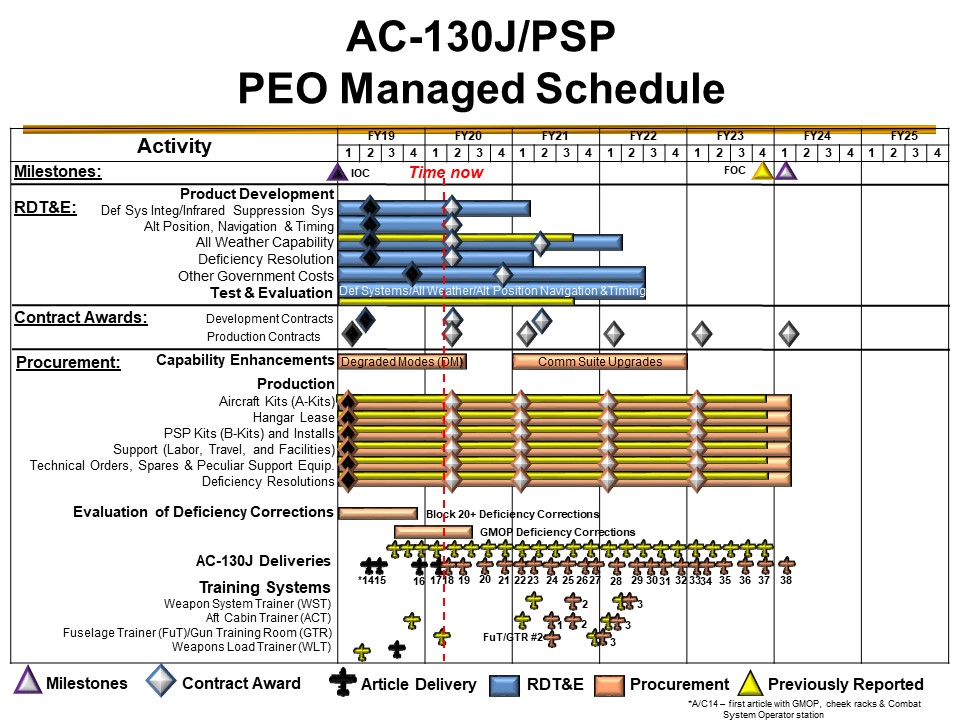 AC-130J/PSP
PEO Managed Schedule
Activity
FY19 FY20 FY21 FY22 FY23 FY24 FY25
1 2 3 4 1 2 3 4 1 2 3 4 1 2 3 4 1 2 3 4 1 2 3 4 1 2 3 4
Milestones: IOC Time now FOC
Product Development
RDT&E: Def Sys Integ/Infrared Suppression Sys
Alt Position, Navigation & Timing
All Weather Capability
Deficiency Resolution
Other Government Costs
Test & Evaluation Def Systems/All Weather/Alt Position Navigation &Timing
Contract Awards: Development Contracts
Production Contracts
Procurement: Capability Enhancements Degraded Modes (DM) Comm Suite Upgrades
Production
Aircraft Kits (A-Kits)
Hangar Lease
PSP Kits (B-Kits) and Installs
Support (Labor, Travel, and Facilities)
Technical Orders, Spares & Peculiar Support Equip.
Deficiency Resolutions
Evaluation of Deficiency Corrections Block 20+ Deficiency Corrections
GMOP Deficiency Corrections
AC-130J Deliveries
*14 15 16 17 18 19 20 21 22 23 24 25 26 27 28 29 30 31 32 33 34 35 36 37 38
Training Systems
Weapon System Trainer (WST) 2 3
Aft Cabin Trainer (ACT) 1 2 3
Fuselage Trainer (FuT)/Gun Training Room (GTR) FuT/GTR #2 3
Weapons Load Trainer (WLT)
Milestones Contract Award Article Delivery RDT&E Procurement Previously Reported
*A/C14 – first article with GMOP, cheek racks & Combat
System Operator station